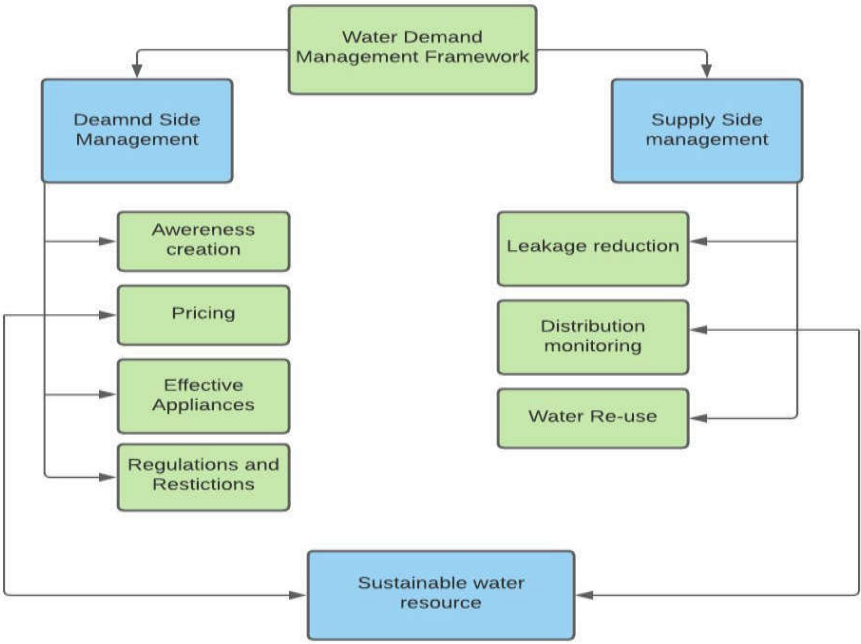 Water Demand
Management Framework
Deamnd Side
Management
Supply Side
management
Awereness
creation
Pricing
Effective
Appliances
Regulations and
Restictions
Leakage reduction
Distribution
monitoring
Water Re-use
Sustainable water
resource